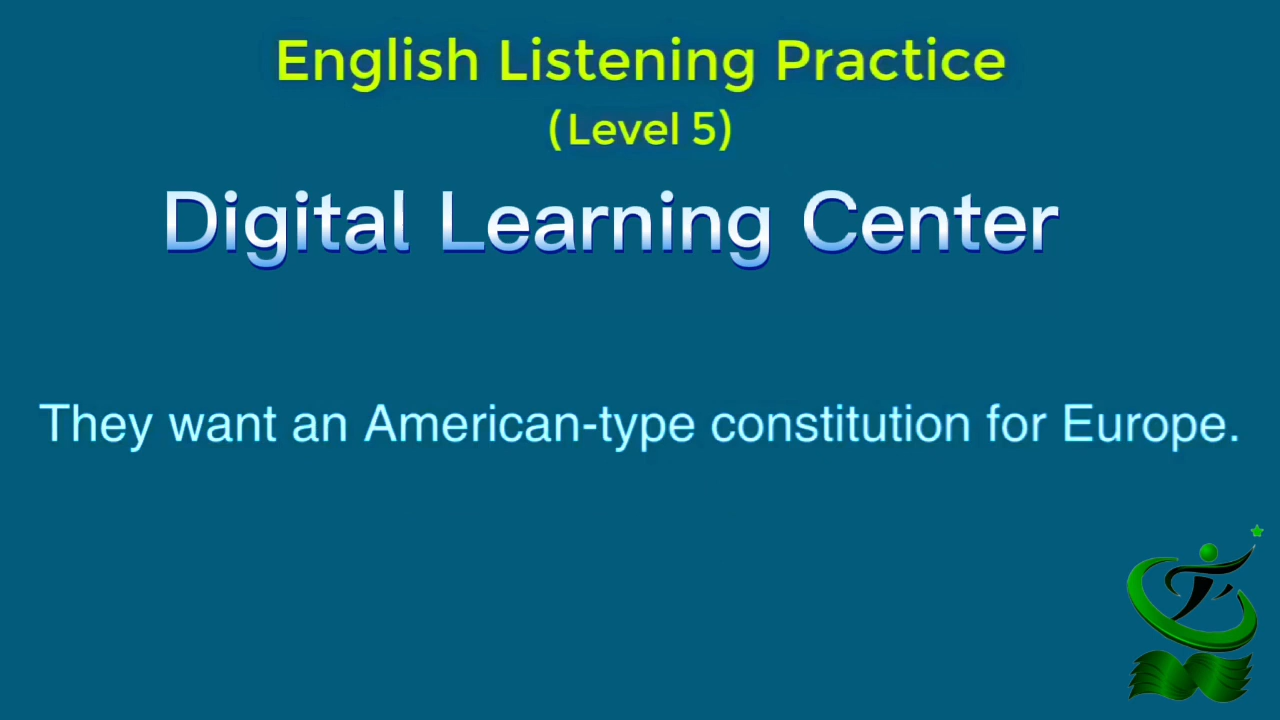 English Listening Practice
(Level 5)
Digital Learning Center
They want an American-type constitution for Europe.